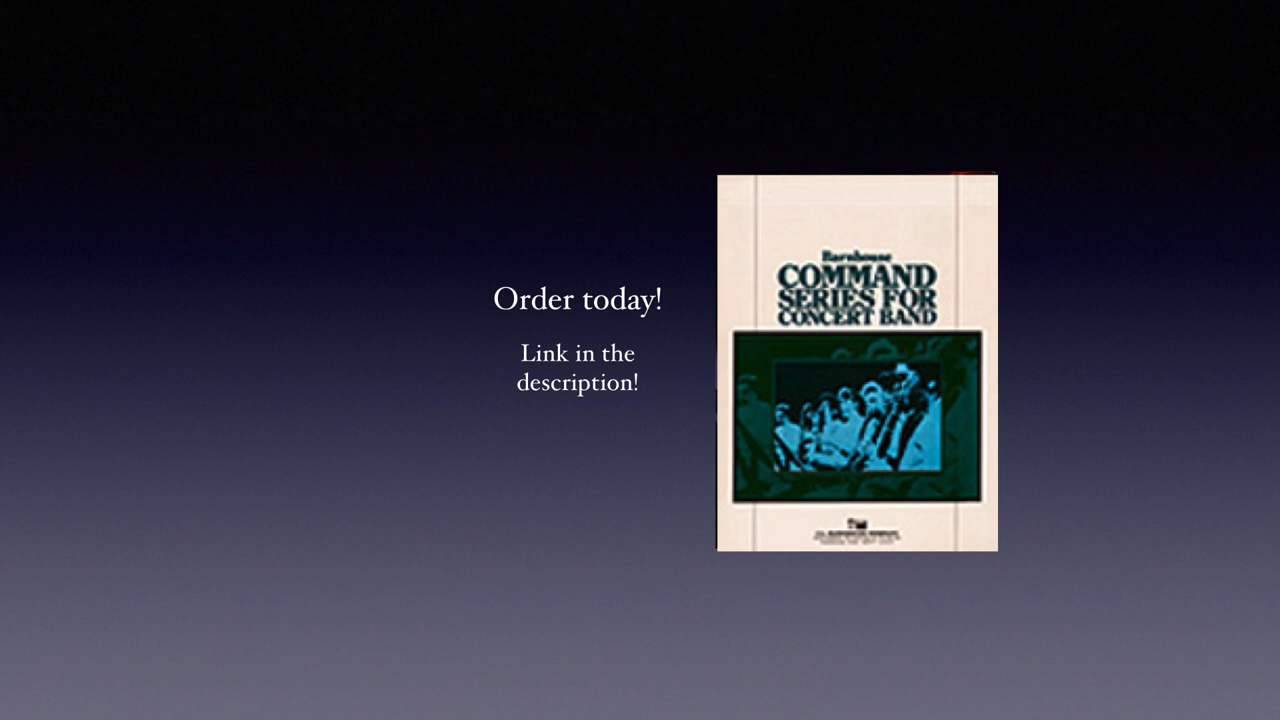 Order today!
Link in the
description!
Barnhouse
COMMAND
SERIES FOR
CONCERT BAND